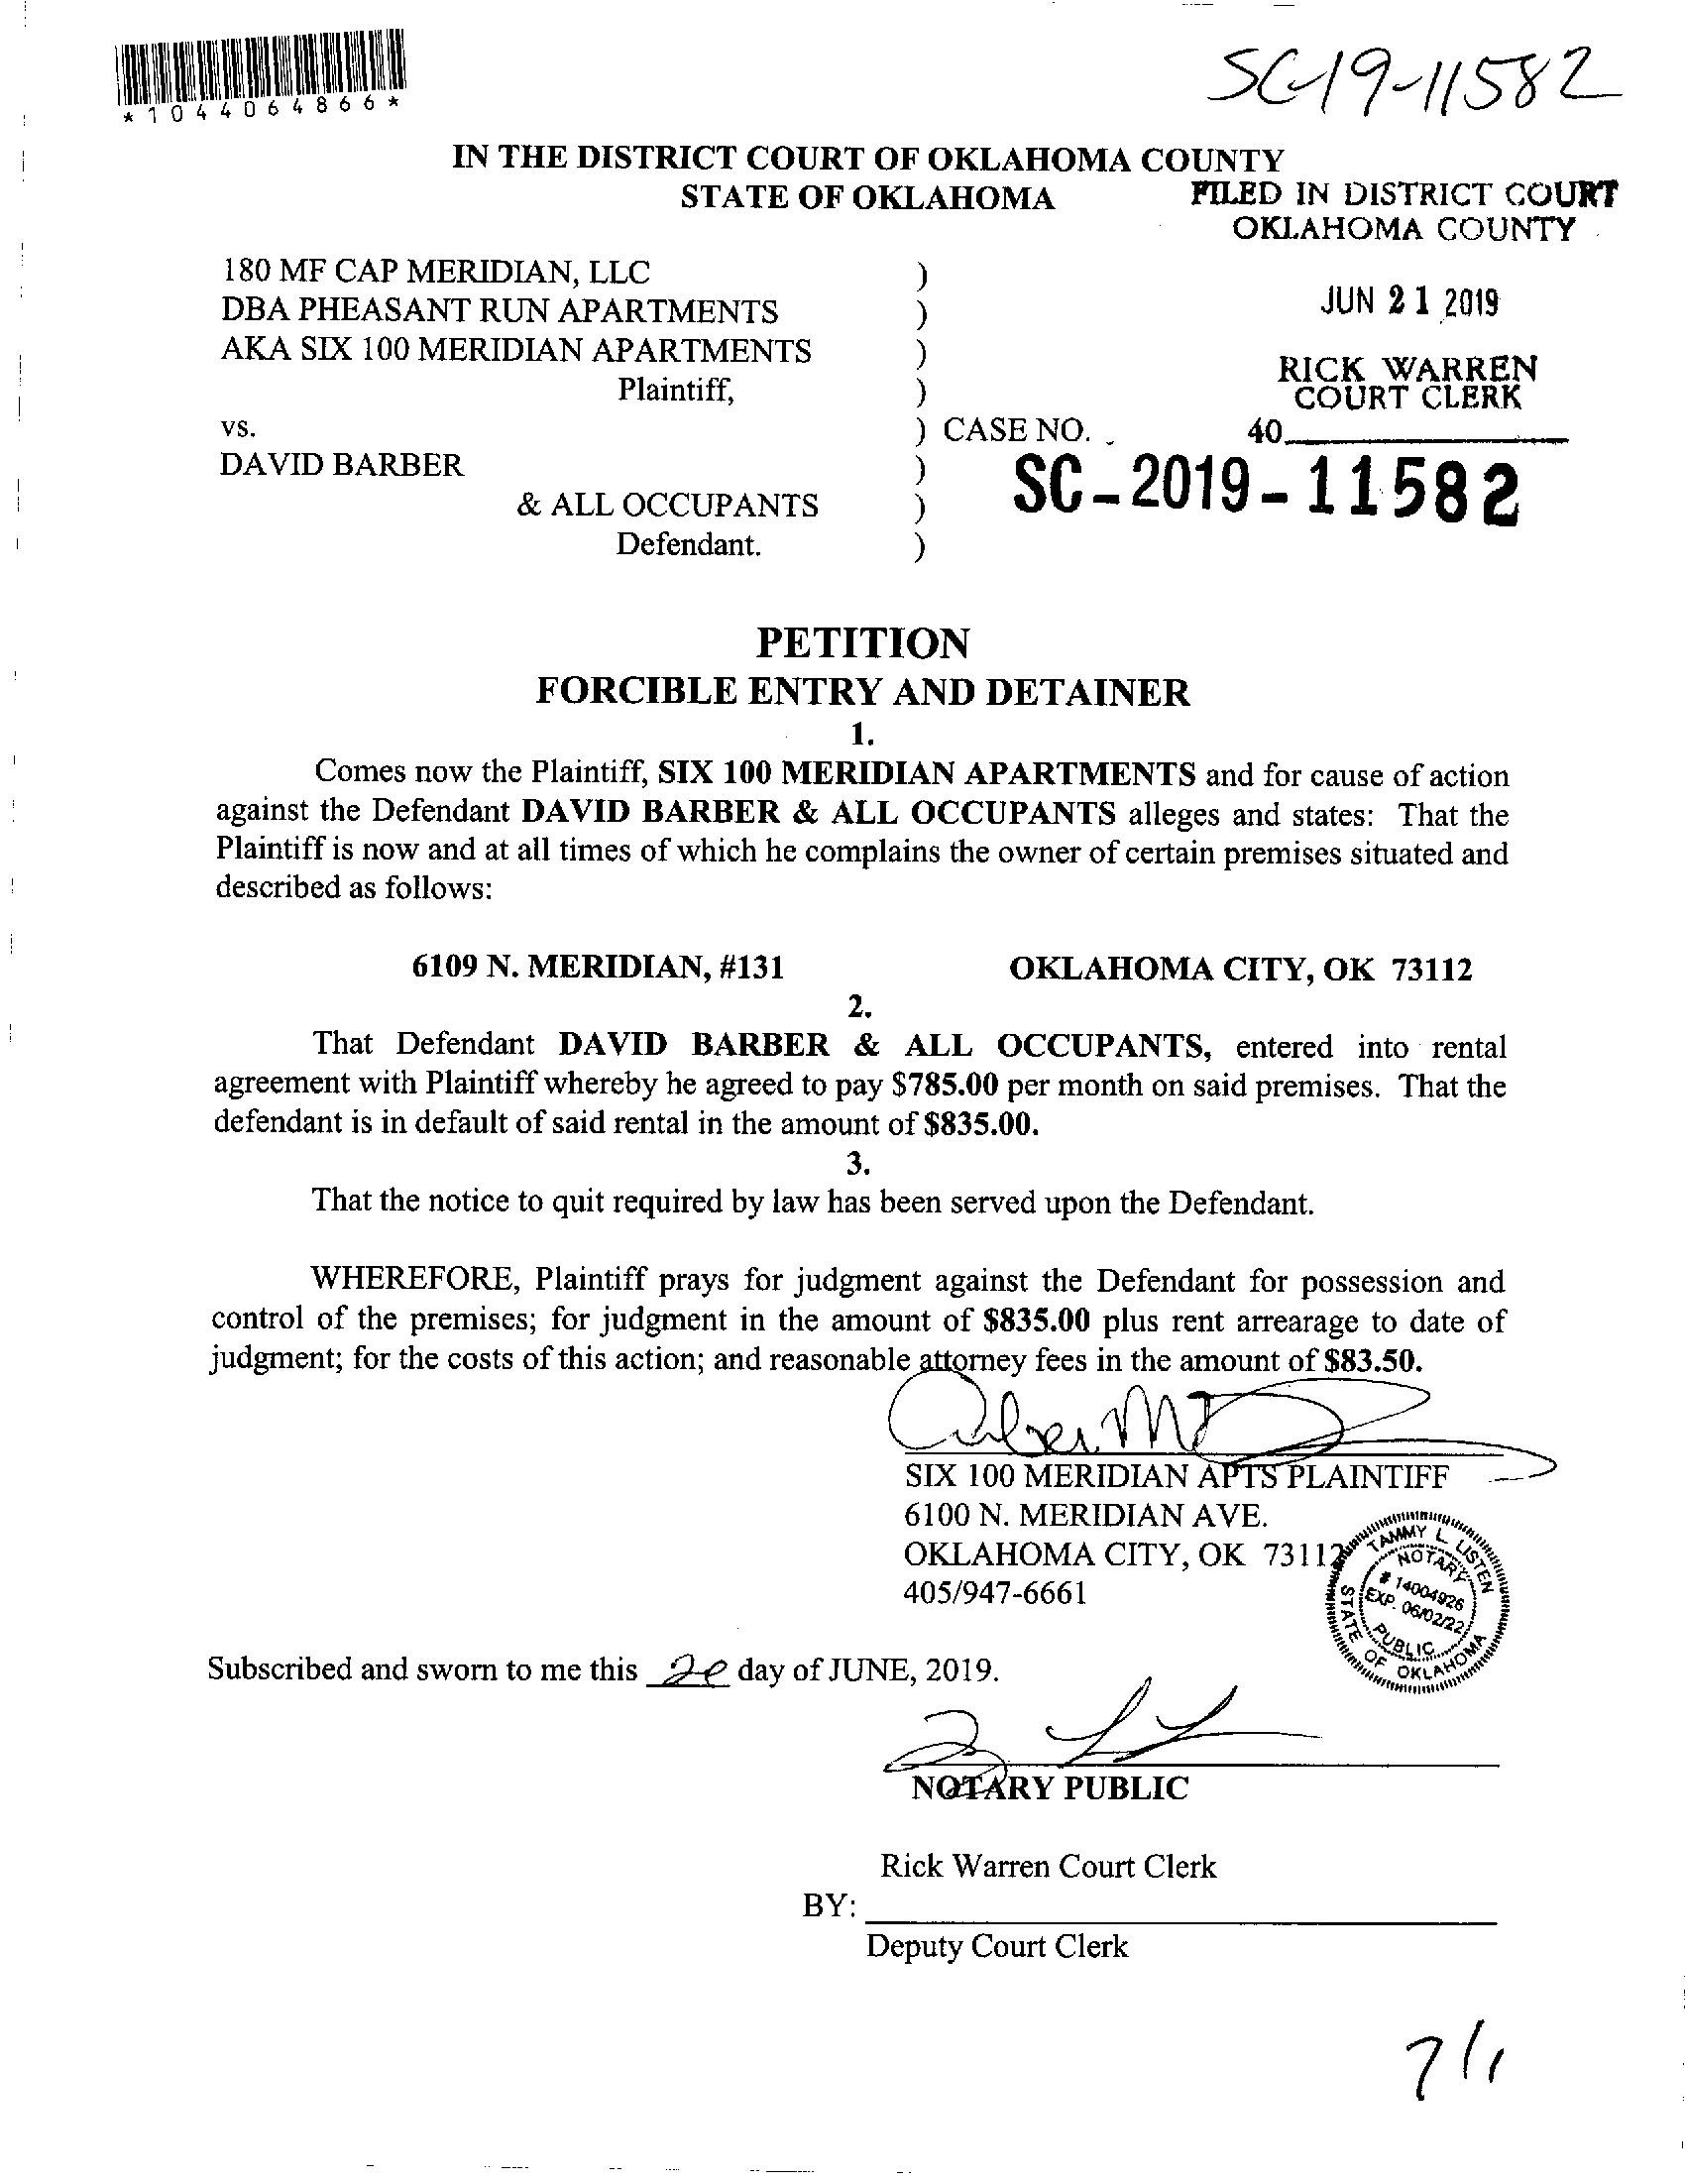 SC-19-11582
*1044064866*
IN THE DISTRICT COURT OF OKLAHOMA COUNTY
STATE OF OKLAHOMA
FILED IN DISTRICT COURT
OKLAHOMA COUNTY
180 MF CAP MERIDIAN, LLC )
DBA PHEASANT RUN APARTMENTS )
JUN 21 2019
AKA SIX 100 MERIDIAN APARTMENTS )
RICK WARREN
Plaintiff, )
COURT CLERK
vs. ) CASE NO.
40
DAVID BARBER )
SC-2019-11582
& ALL OCCUPANTS )
Defendant. )
PETITION
FORCIBLE ENTRY AND DETAINER
1.
Comes now the Plaintiff, SIX 100 MERIDIAN APARTMENTS and for cause of action
against the Defendant DAVID BARBER & ALL OCCUPANTS alleges and states: That the
Plaintiff is now and at all times of which he complains the owner of certain premises situated and
described as follows:
6109 N. MERIDIAN, #131 OKLAHOMA CITY, OK 73112
2.
That Defendant DAVID BARBER & ALL OCCUPANTS, entered into rental
agreement with Plaintiff whereby he agreed to pay $785.00 per month on said premises. That the
defendant is in default of said rental in the amount of $835.00.
3.
That the notice to quit required by law has been served upon the Defendant.
WHEREFORE, Plaintiff prays for judgment against the Defendant for possession and
control of the premises; for judgment in the amount of $835.00 plus rent arrearage to date of
judgment; for the costs of this action; and reasonable attorney fees in the amount of $83.50.
SIX 100 MERIDIAN APTS PLAINTIFF
6100 N. MERIDIAN AVE.
OKLAHOMA CITY, OK 73112
405/947-6661
TAMMY L. LISTEN
NOTARY
# 14004926
EXP. 06/02/22
PUBLIC
STATE OF OKLAHOMA
Subscribed and sworn to me this 20 day of JUNE, 2019.
NOTARY PUBLIC
Rick Warren Court Clerk
BY:
Deputy Court Clerk
7/1